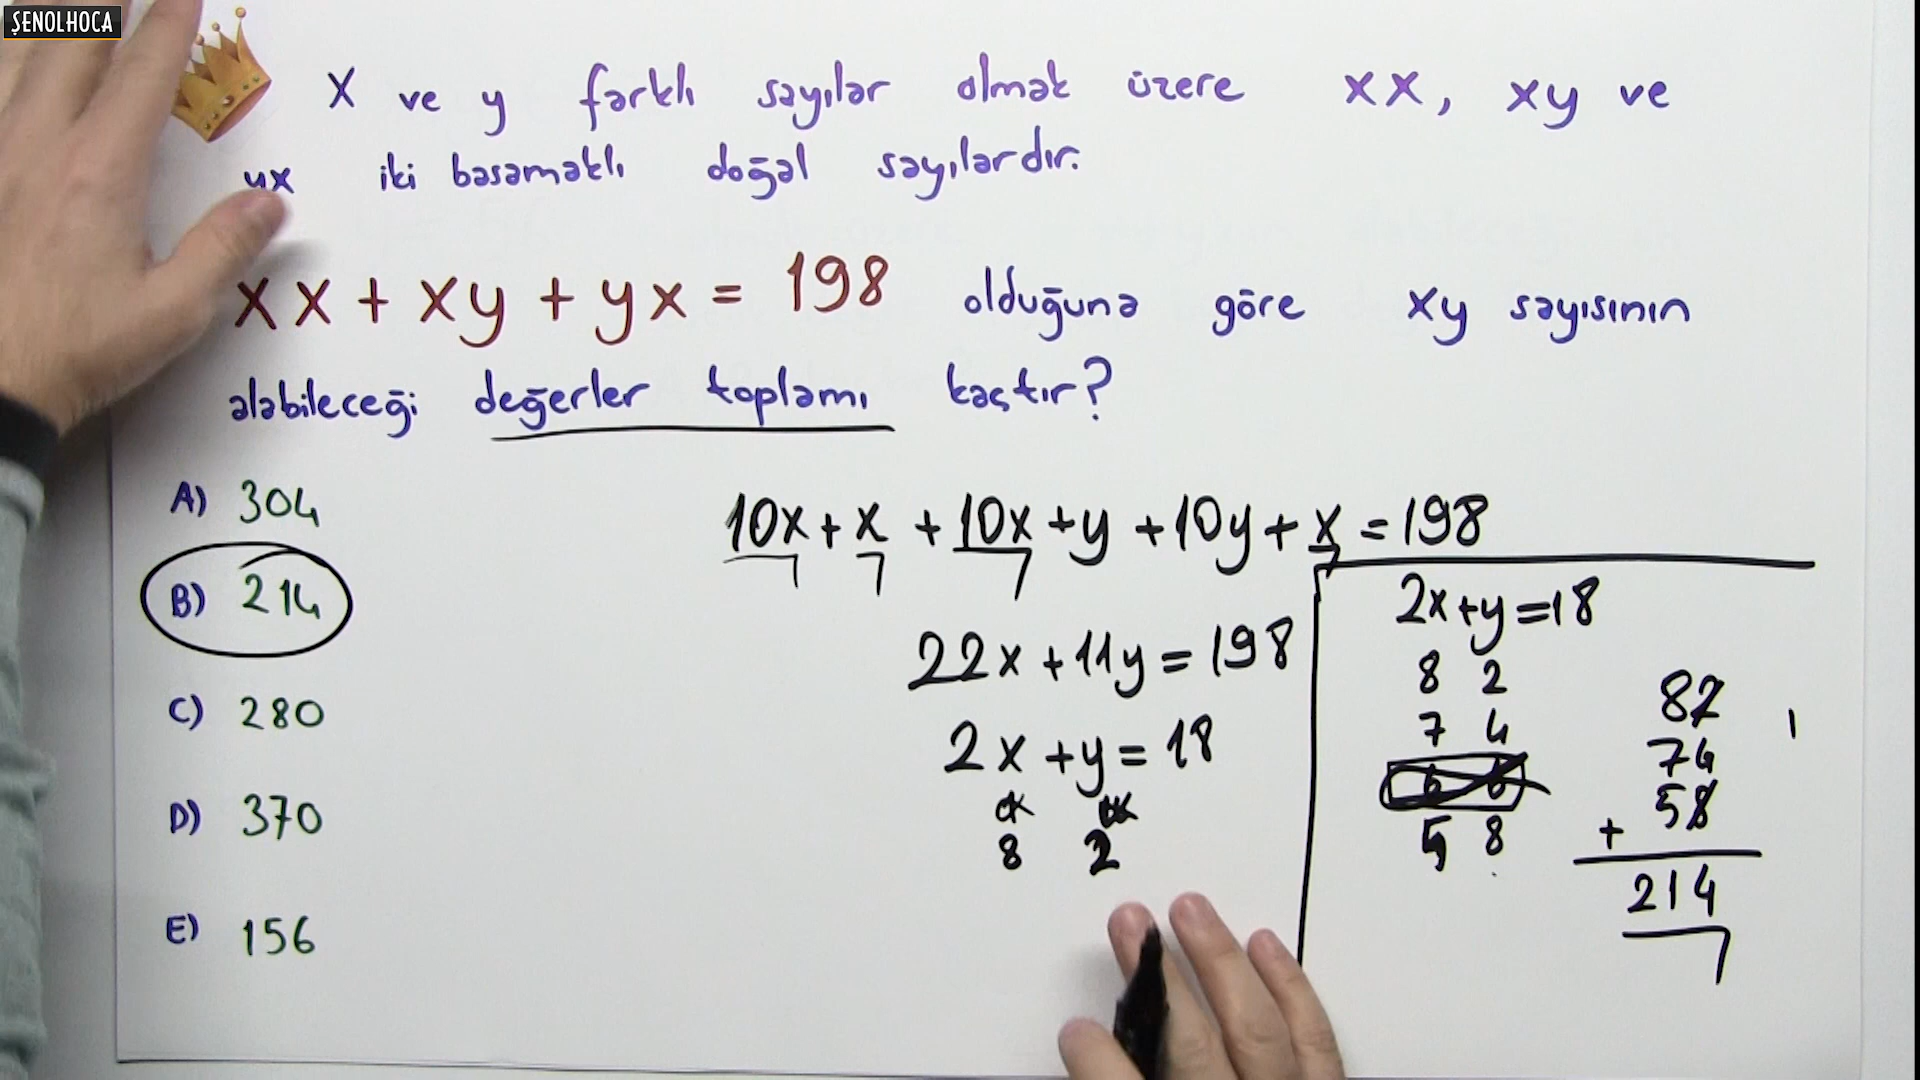 ŞENOLHOCA
x ve y farklı sayılar olmak üzere xx, xy ve
yx iki basamaklı doğal sayılardır.
xx + xy + yx = 198 olduğuna göre xy sayısının
alabileceği değerler toplamı kaçtır?
A) 304
B) 214
C) 280
D) 370
E) 156
10x + x + 10x + y + 10y + x = 198
22x + 11y = 198
2x + y = 18
8 2
2x + y = 18
8 2
7 4
6 6
5 8
82
74
+ 58
214